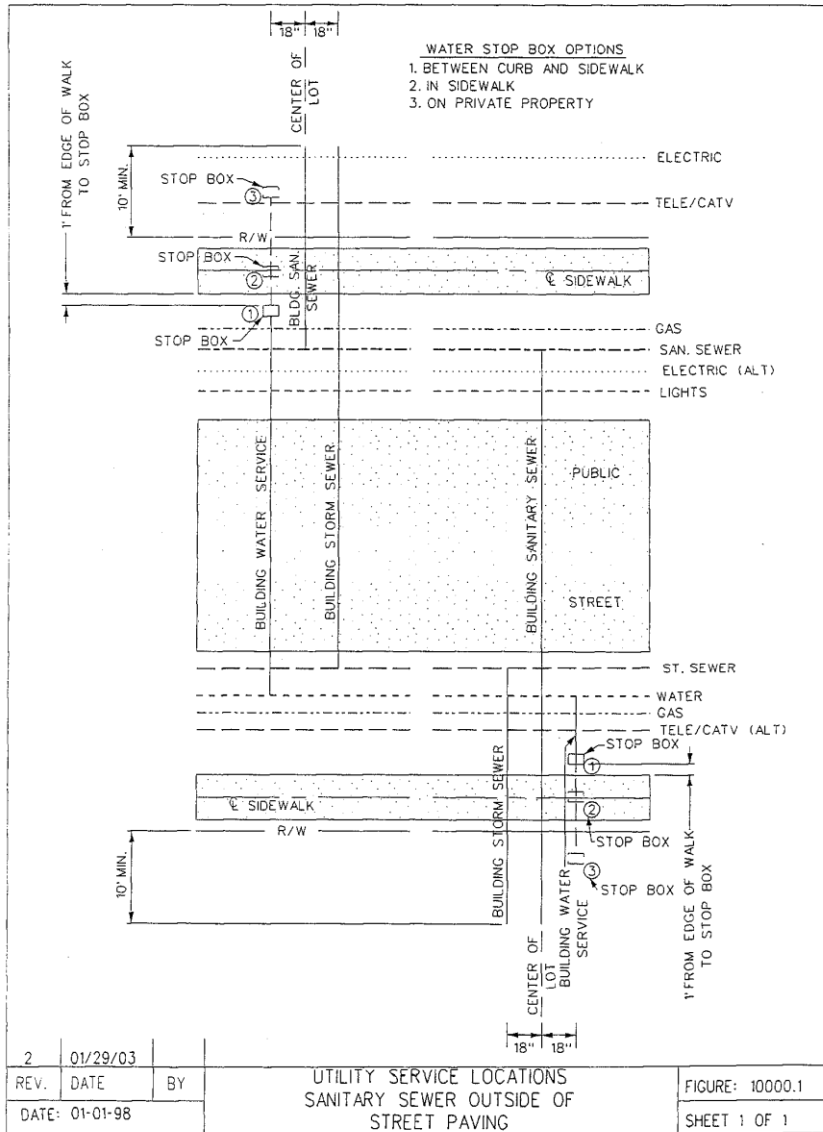 18" 18"
WATER STOP BOX OPTIONS
1. BETWEEN CURB AND SIDEWALK
2. IN SIDEWALK
3. ON PRIVATE PROPERTY
CENTER OF
LOT
1' FROM EDGE OF WALK
TO STOP BOX
10' MIN.
ELECTRIC
STOP BOX
3
TELE/CATV
R/W
STOP BOX
2
BLDG. SAN.
SEWER
℄ SIDEWALK
1
STOP BOX
GAS
SAN. SEWER
ELECTRIC (ALT)
LIGHTS
BUILDING WATER SERVICE
BUILDING STORM SEWER
BUILDING SANITARY SEWER
PUBLIC
STREET
ST. SEWER
WATER
GAS
TELE/CATV (ALT)
STOP BOX
1
℄ SIDEWALK
2
R/W
STOP BOX
3
STOP BOX
10' MIN.
BUILDING STORM SEWER
CENTER OF
LOT
BUILDING WATER
SERVICE
1' FROM EDGE OF WALK
TO STOP BOX
18" 18"
2 01/29/03
REV. DATE BY
DATE: 01-01-98
UTILITY SERVICE LOCATIONS
SANITARY SEWER OUTSIDE OF
STREET PAVING
FIGURE: 10000.1
SHEET 1 OF 1